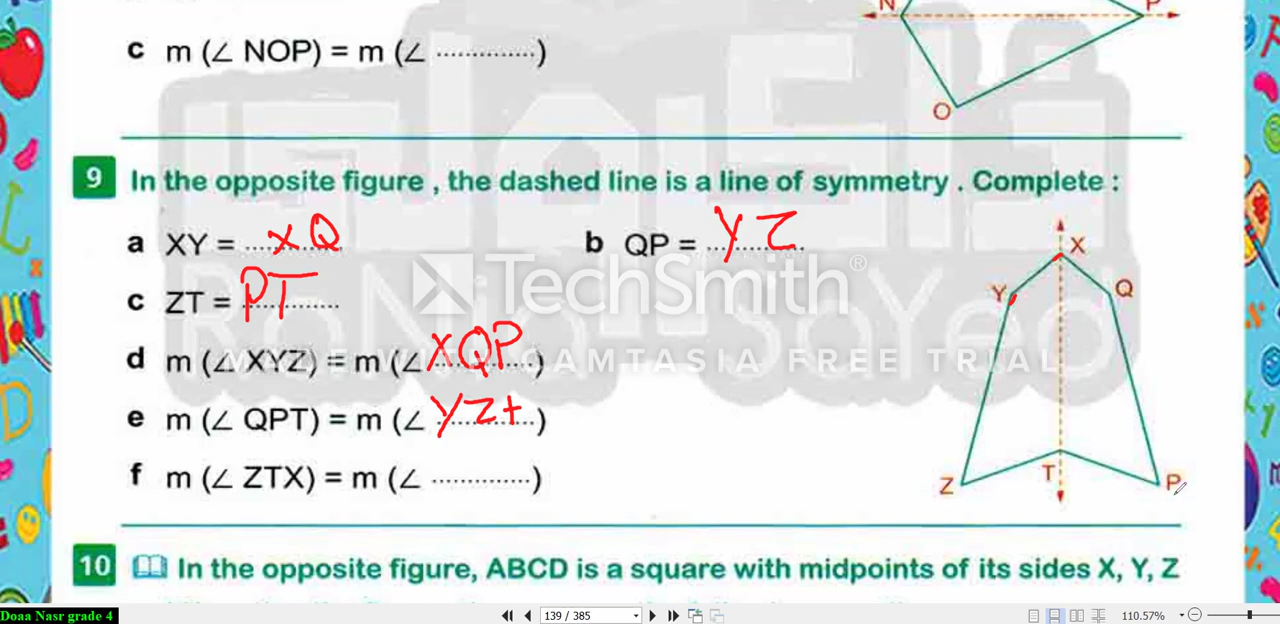 N P
c m (∠ NOP) = m (∠ ..............)
O
9 In the opposite figure , the dashed line is a line of symmetry . Complete :
a XY = XQ b QP = YZ
X
TechSmith®
Y Q
c ZT = PT
d m (∠ XYZ) = m (∠ XQP)
CAMTASIA FREE TRIAL
e m (∠ QPT) = m (∠ YZt)
f m (∠ ZTX) = m (∠ ..............)
Z T P
10 In the opposite figure, ABCD is a square with midpoints of its sides X, Y, Z
Doaa Nasr grade 4 139 / 385 110.57%